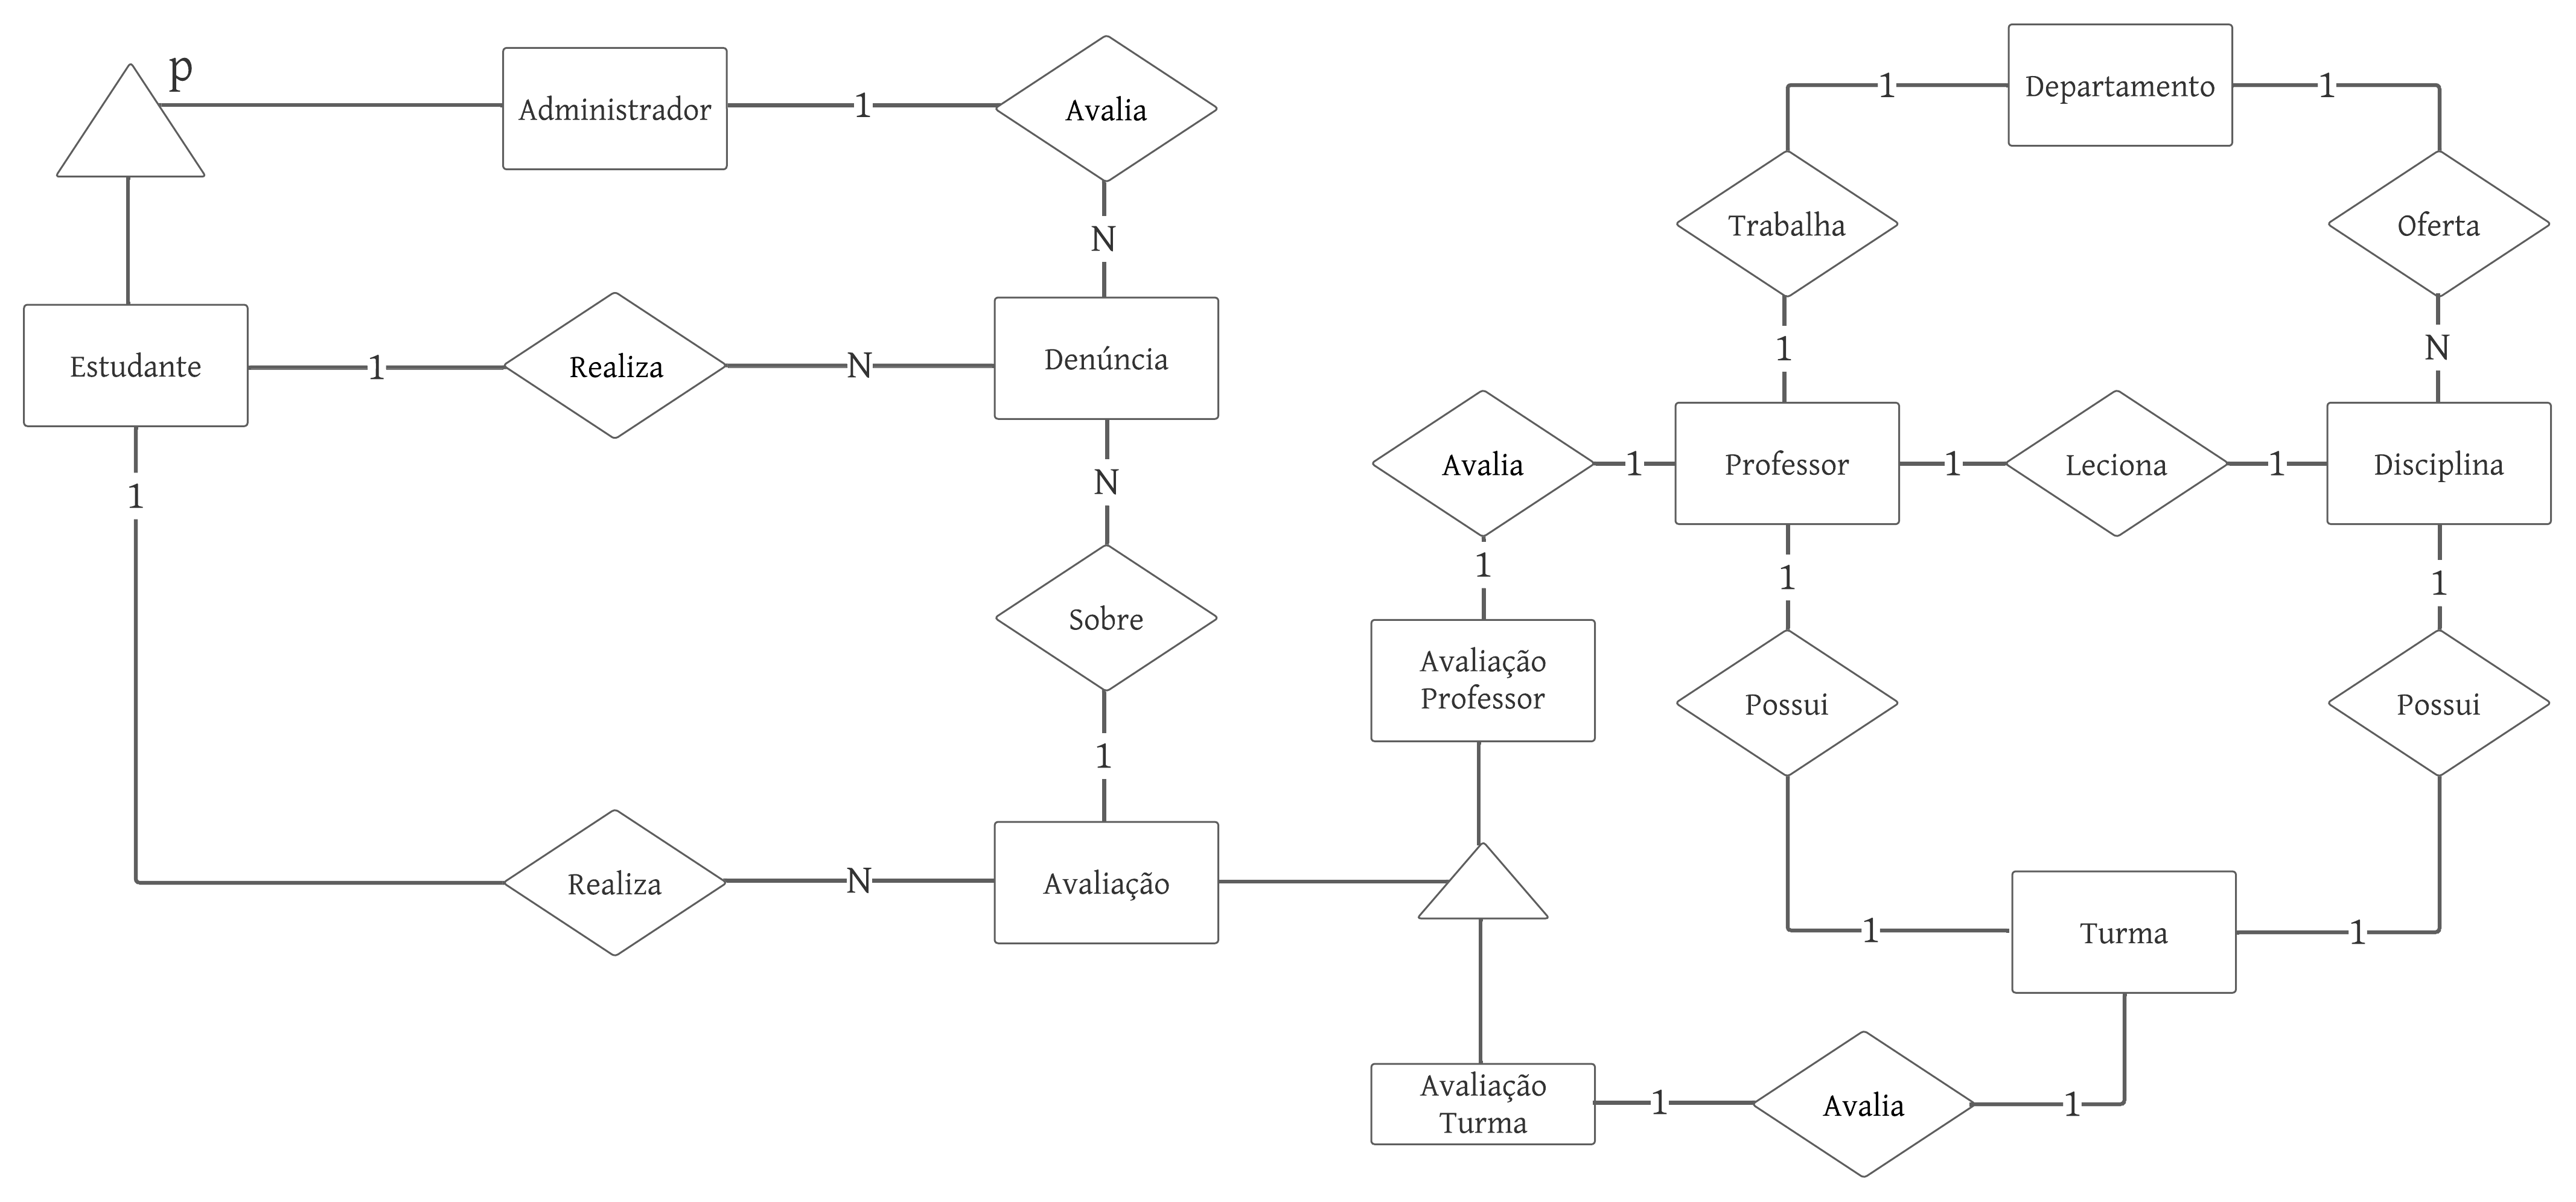 p
Administrador
1
Avalia
Departamento
1
1
Trabalha
Oferta
N
1
N
Estudante
1
Realiza
N
Denúncia
Avalia
1
Professor
1
Leciona
1
Disciplina
1
N
1
1
1
Sobre
Avaliação
Professor
Possui
Possui
1
Realiza
N
Avaliação
1
Turma
1
Avaliação
Turma
1
Avalia
1